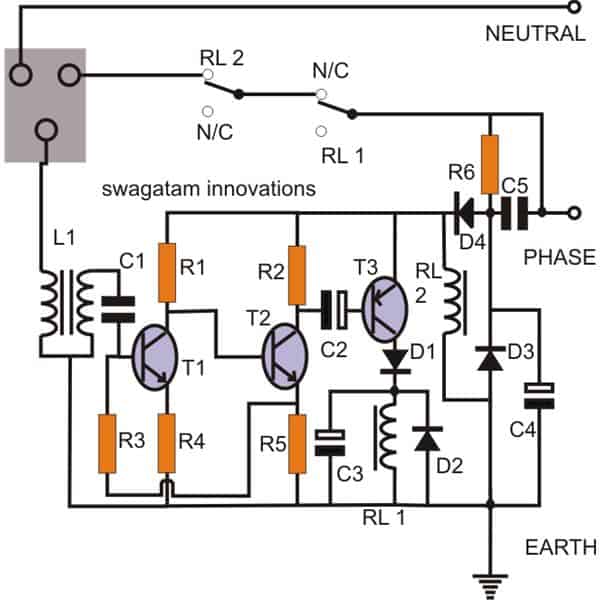 NEUTRAL
RL 2
N/C
N/C
RL 1
R6
C5
swagatam innovations
D4
PHASE
L1
C1
R1
R2
T3
RL
2
T2
C2
D1
D3
T1
R3
R4
R5
C3
D2
C4
RL 1
EARTH